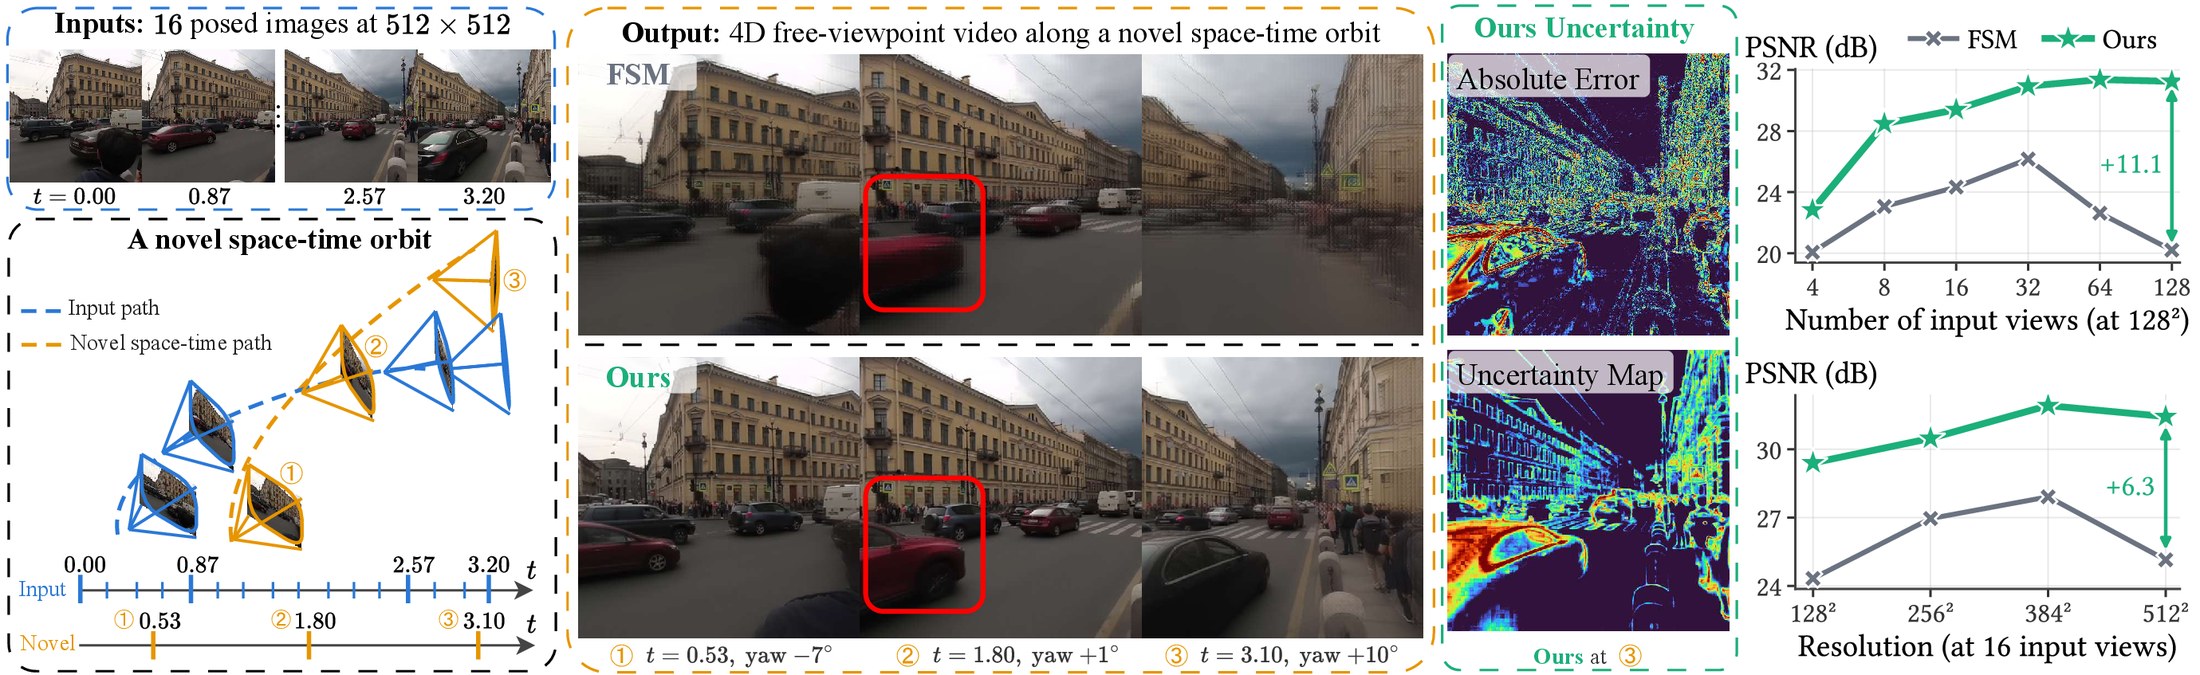 Inputs: 16 posed images at 512 × 512
t = 0.00 0.87 2.57 3.20
A novel space-time orbit
Input path
Novel space-time path
③
②
①
0.00 0.87 2.57 3.20 t
Input
① 0.53 ② 1.80 ③ 3.10 t
Novel
Output: 4D free-viewpoint video along a novel space-time orbit
FSM
Ours
① t = 0.53, yaw −7° ② t = 1.80, yaw +1° ③ t = 3.10, yaw +10°
Ours Uncertainty
Absolute Error
Uncertainty Map
Ours at ③
PSNR (dB) FSM Ours
32
28
24
20
+11.1
4 8 16 32 64 128
Number of input views (at 128²)
PSNR (dB)
30
27
24
+6.3
128² 256² 384² 512²
Resolution (at 16 input views)